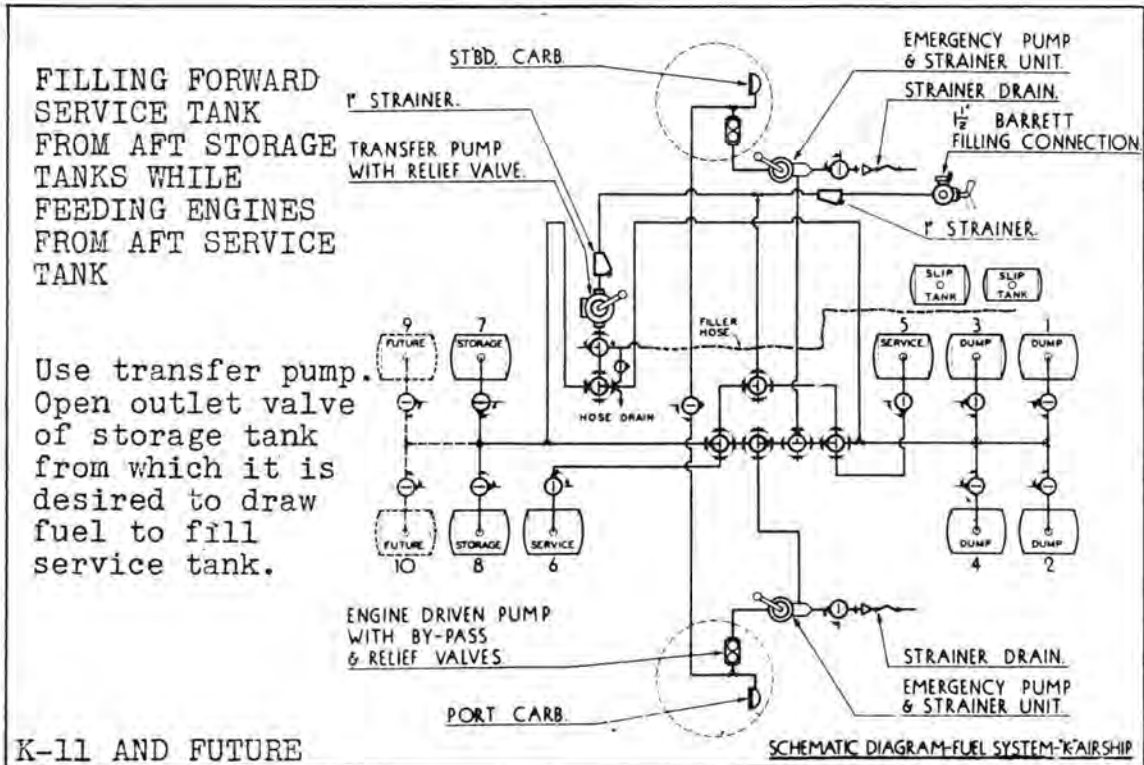 FILLING FORWARD
SERVICE TANK
FROM AFT STORAGE
TANKS WHILE
FEEDING ENGINES
FROM AFT SERVICE
TANK
Use transfer pump.
Open outlet valve
of storage tank
from which it is
desired to draw
fuel to fill
service tank.
K-11 AND FUTURE
ST'BD. CARB.
1" STRAINER.
TRANSFER PUMP
WITH RELIEF VALVE.
EMERGENCY PUMP
& STRAINER UNIT.
STRAINER DRAIN.
1 1/2" BARRETT
FILLING CONNECTION.
1" STRAINER.
SLIP
TANK
SLIP
TANK
FILLER
HOSE
HOSE DRAIN
9
FUTURE
7
STORAGE
5
SERVICE
3
DUMP
1
DUMP
FUTURE
10
STORAGE
8
SERVICE
6
DUMP
4
DUMP
2
ENGINE DRIVEN PUMP
WITH BY-PASS
& RELIEF VALVES
PORT CARB.
STRAINER DRAIN.
EMERGENCY PUMP
& STRAINER UNIT.
SCHEMATIC DIAGRAM-FUEL SYSTEM-"K"AIRSHIP